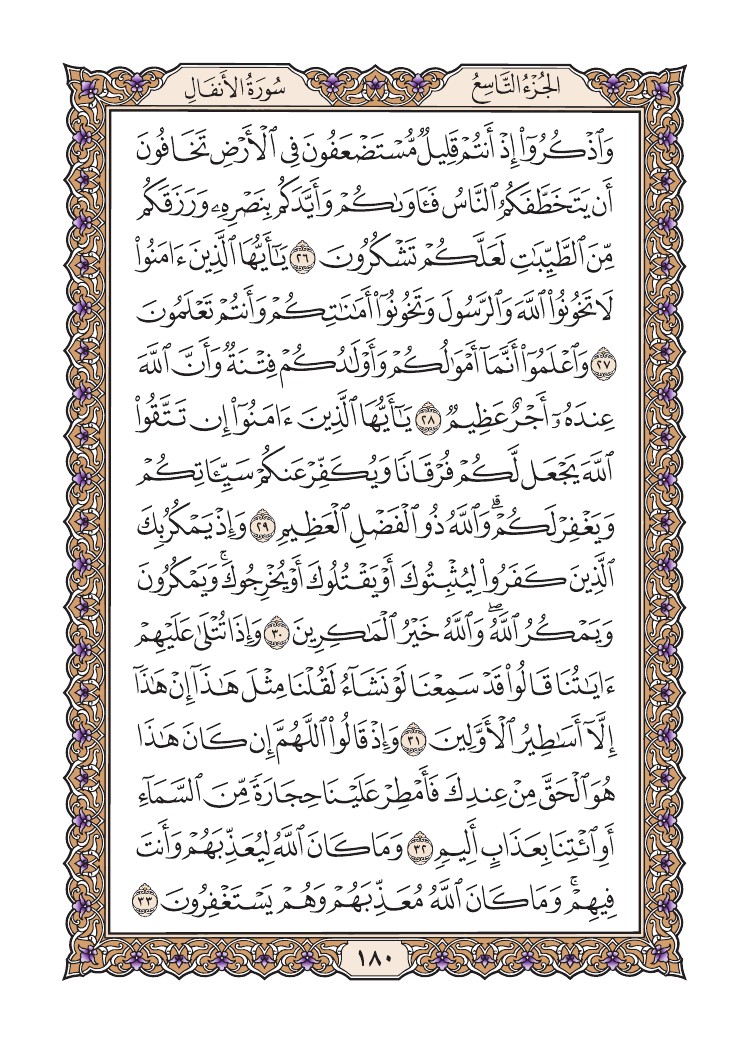 الجُزْءُ التَّاسِعُ
سُورَةُ الأَنفَالِ
وَٱذۡكُرُوٓاْ إِذۡ أَنتُمۡ قَلِيلٌ مُّسۡتَضۡعَفُونَ فِي ٱلۡأَرۡضِ تَخَافُونَ
أَن يَتَخَطَّفَكُمُ ٱلنَّاسُ فَـَٔاوَىٰكُمۡ وَأَيَّدَكُم بِنَصۡرِهِۦ وَرَزَقَكُم
مِّنَ ٱلطَّيِّبَٰتِ لَعَلَّكُمۡ تَشۡكُرُونَ ٢٦ يَٰٓأَيُّهَا ٱلَّذِينَ ءَامَنُواْ
لَا تَخُونُواْ ٱللَّهَ وَٱلرَّسُولَ وَتَخُونُوٓاْ أَمَٰنَٰتِكُمۡ وَأَنتُمۡ تَعۡلَمُونَ
٢٧ وَٱعۡلَمُوٓاْ أَنَّمَآ أَمۡوَٰلُكُمۡ وَأَوۡلَٰدُكُمۡ فِتۡنَةٌ وَأَنَّ ٱللَّهَ
عِندَهُۥٓ أَجۡرٌ عَظِيمٌ ٢٨ يَٰٓأَيُّهَا ٱلَّذِينَ ءَامَنُوٓاْ إِن تَتَّقُواْ
ٱللَّهَ يَجۡعَل لَّكُمۡ فُرۡقَانًا وَيُكَفِّرۡ عَنكُمۡ سَيِّـَٔاتِكُمۡ
وَيَغۡفِرۡ لَكُمۡۗ وَٱللَّهُ ذُو ٱلۡفَضۡلِ ٱلۡعَظِيمِ ٢٩ وَإِذۡ يَمۡكُرُ بِكَ
ٱلَّذِينَ كَفَرُواْ لِيُثۡبِتُوكَ أَوۡ يَقۡتُلُوكَ أَوۡ يُخۡرِجُوكَۚ وَيَمۡكُرُونَ
وَيَمۡكُرُ ٱللَّهُۖ وَٱللَّهُ خَيۡرُ ٱلۡمَٰكِرِينَ ٣٠ وَإِذَا تُتۡلَىٰ عَلَيۡهِمۡ
ءَايَٰتُنَا قَالُواْ قَدۡ سَمِعۡنَا لَوۡ نَشَآءُ لَقُلۡنَا مِثۡلَ هَٰذَآ إِنۡ هَٰذَآ
إِلَّآ أَسَٰطِيرُ ٱلۡأَوَّلِينَ ٣١ وَإِذۡ قَالُواْ ٱللَّهُمَّ إِن كَانَ هَٰذَا
هُوَ ٱلۡحَقَّ مِنۡ عِندِكَ فَأَمۡطِرۡ عَلَيۡنَا حِجَارَةً مِّنَ ٱلسَّمَآءِ
أَوِ ٱئۡتِنَا بِعَذَابٍ أَلِيمٍ ٣٢ وَمَا كَانَ ٱللَّهُ لِيُعَذِّبَهُمۡ وَأَنتَ
فِيهِمۡۚ وَمَا كَانَ ٱللَّهُ مُعَذِّبَهُمۡ وَهُمۡ يَسۡتَغۡفِرُونَ ٣٣
١٨٠